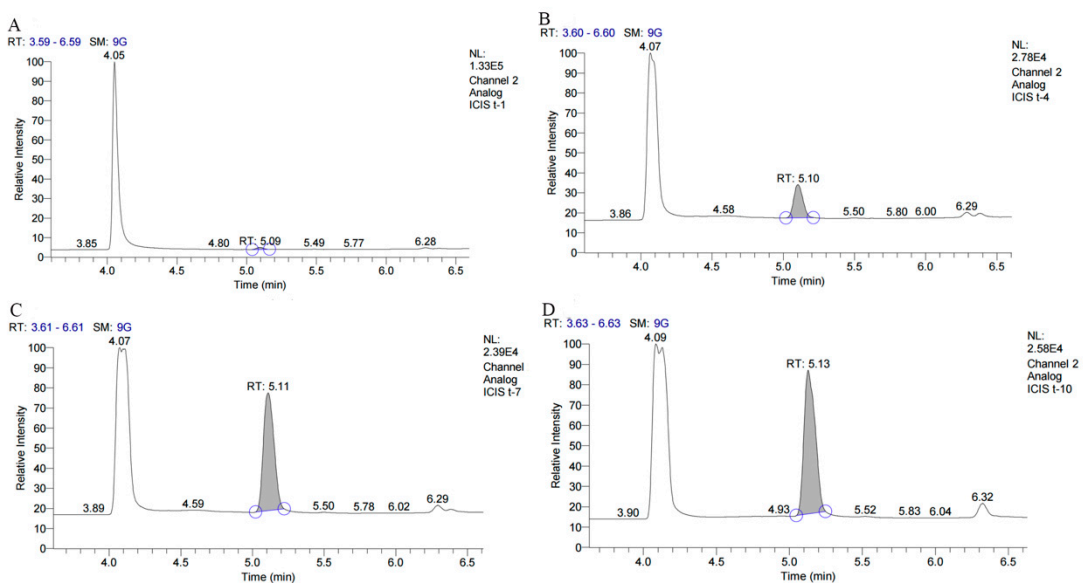 A
RT: 3.59 - 6.59 SM: 9G
NL:
1.33E5
Channel 2
Analog
ICIS t-1
4.05
3.85
4.80
RT: 5.09
5.49
5.77
6.28
100
90
80
70
60
50
40
30
20
10
0
Relative Intensity
4.0 4.5 5.0 5.5 6.0 6.5
Time (min)
B
RT: 3.60 - 6.60 SM: 9G
NL:
2.78E4
Channel 2
Analog
ICIS t-4
4.07
3.86
4.58
RT: 5.10
5.50
5.80
6.00
6.29
100
90
80
70
60
50
40
30
20
10
0
Relative Intensity
4.0 4.5 5.0 5.5 6.0 6.5
Time (min)
C
RT: 3.61 - 6.61 SM: 9G
NL:
2.39E4
Channel
Analog
ICIS t-7
4.07
3.89
4.59
RT: 5.11
5.50
5.78
6.02
6.29
100
90
80
70
60
50
40
30
20
10
0
Relative Intensity
4.0 4.5 5.0 5.5 6.0 6.5
Time (min)
D
RT: 3.63 - 6.63 SM: 9G
NL:
2.58E4
Channel 2
Analog
ICIS t-10
4.09
3.90
4.93
RT: 5.13
5.52
5.83
6.04
6.32
100
90
80
70
60
50
40
30
20
10
0
Relative Intensity
4.0 4.5 5.0 5.5 6.0 6.5
Time (min)